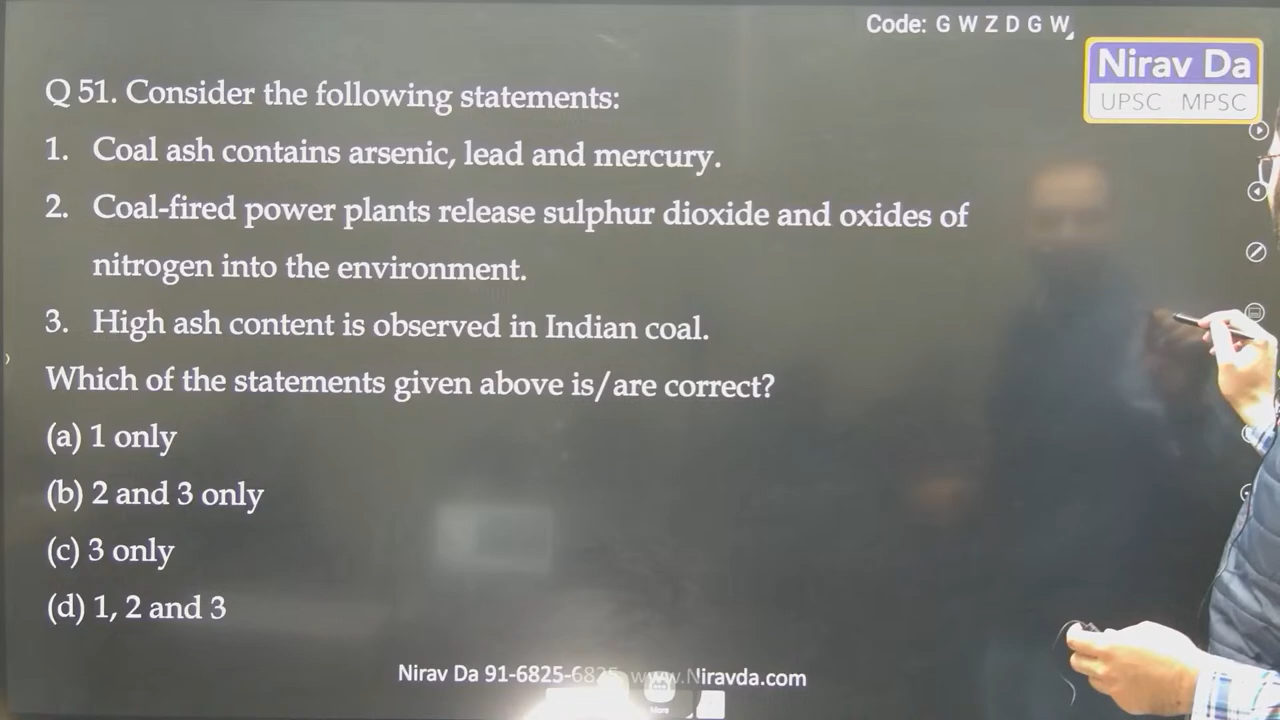 Code: G W Z D G W
Nirav Da
UPSC MPSC
Q 51. Consider the following statements:
1. Coal ash contains arsenic, lead and mercury.
2. Coal-fired power plants release sulphur dioxide and oxides of
nitrogen into the environment.
3. High ash content is observed in Indian coal.
Which of the statements given above is/are correct?
(a) 1 only
(b) 2 and 3 only
(c) 3 only
(d) 1, 2 and 3
Nirav Da 91-6825-6825 www.Niravda.com
More